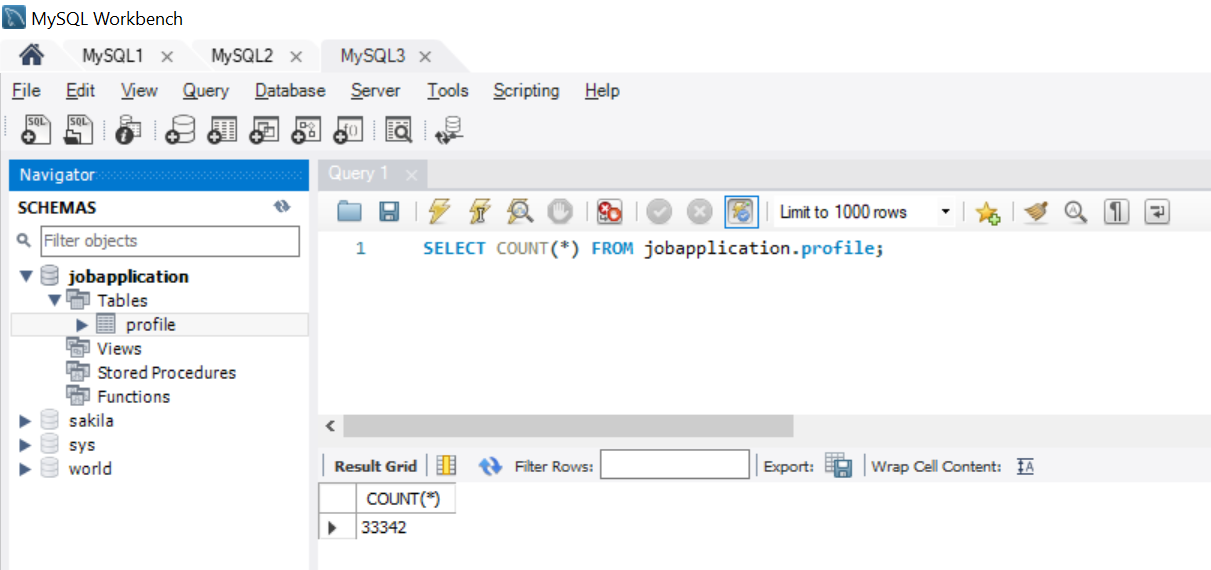 MySQL Workbench
MySQL1 MySQL2 MySQL3
File Edit View Query Database Server Tools Scripting Help
SQL SQL
Navigator
SCHEMAS
Filter objects
jobapplication
Tables
profile
Views
Stored Procedures
Functions
sakila
sys
world
Query 1
Limit to 1000 rows
1 SELECT COUNT(*) FROM jobapplication.profile;
Result Grid Filter Rows: Export: Wrap Cell Content:
COUNT(*)
33342